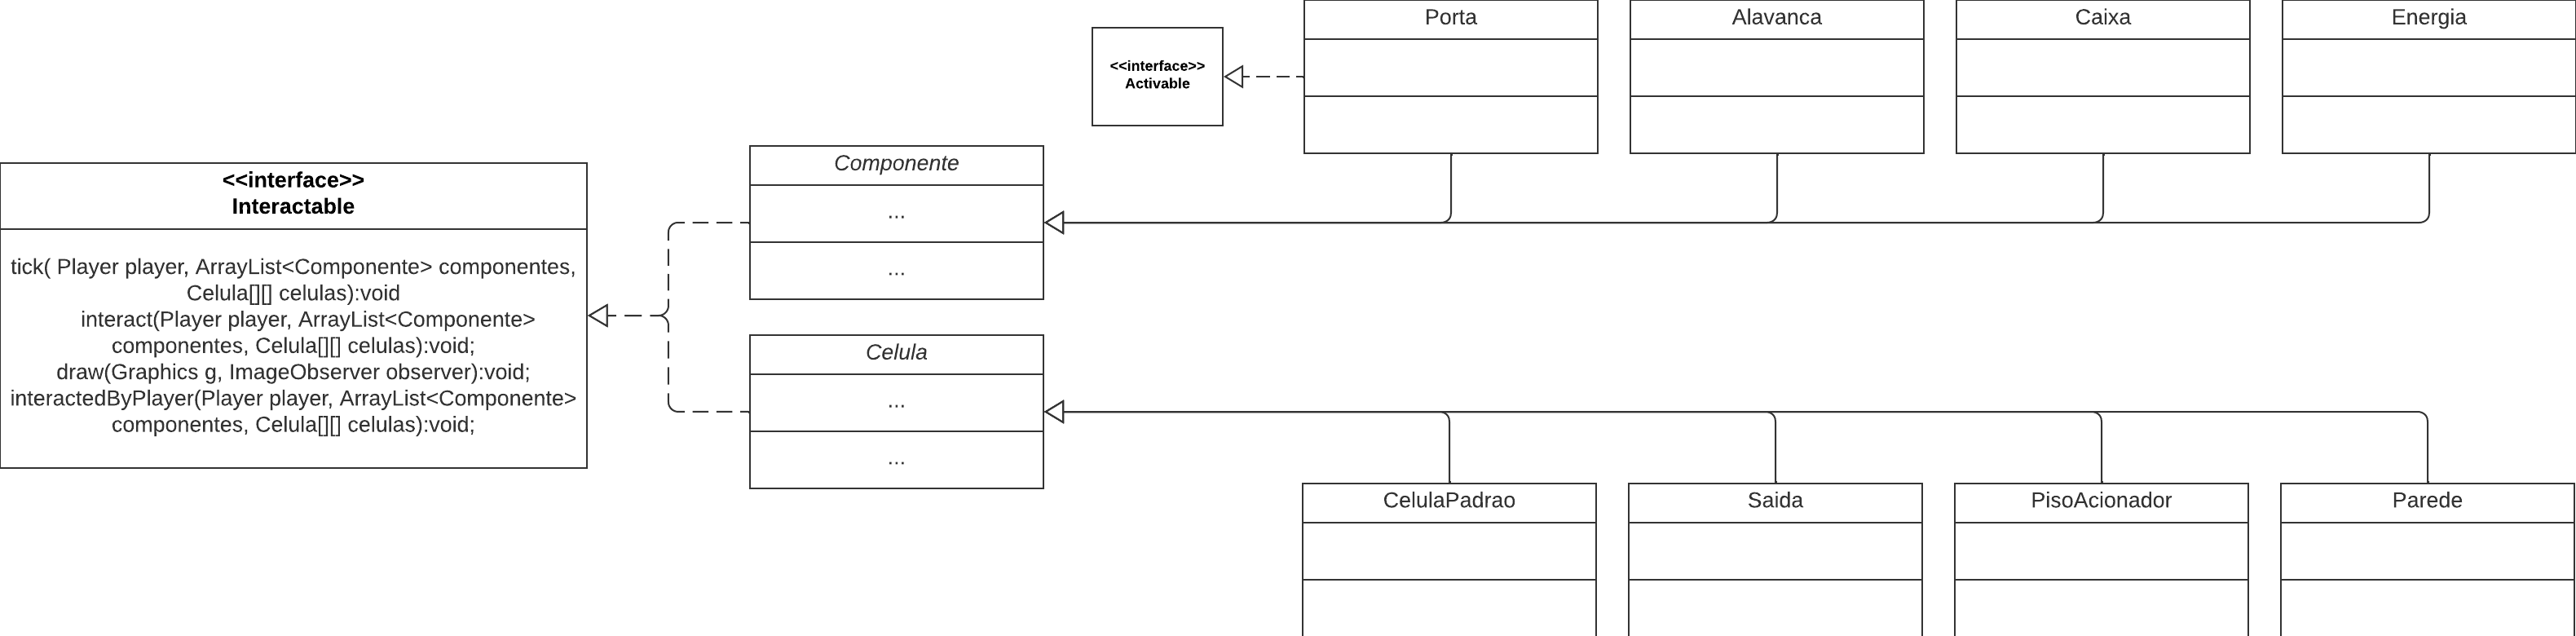 Porta
Alavanca
Caixa
Energia
<<interface>>
Activable
Componente
...
...
<<interface>>
Interactable
tick( Player player, ArrayList<Componente> componentes,
Celula[][] celulas):void
interact(Player player, ArrayList<Componente>
componentes, Celula[][] celulas):void;
draw(Graphics g, ImageObserver observer):void;
interactedByPlayer(Player player, ArrayList<Componente>
componentes, Celula[][] celulas):void;
Celula
...
...
CelulaPadrao
Saida
PisoAcionador
Parede